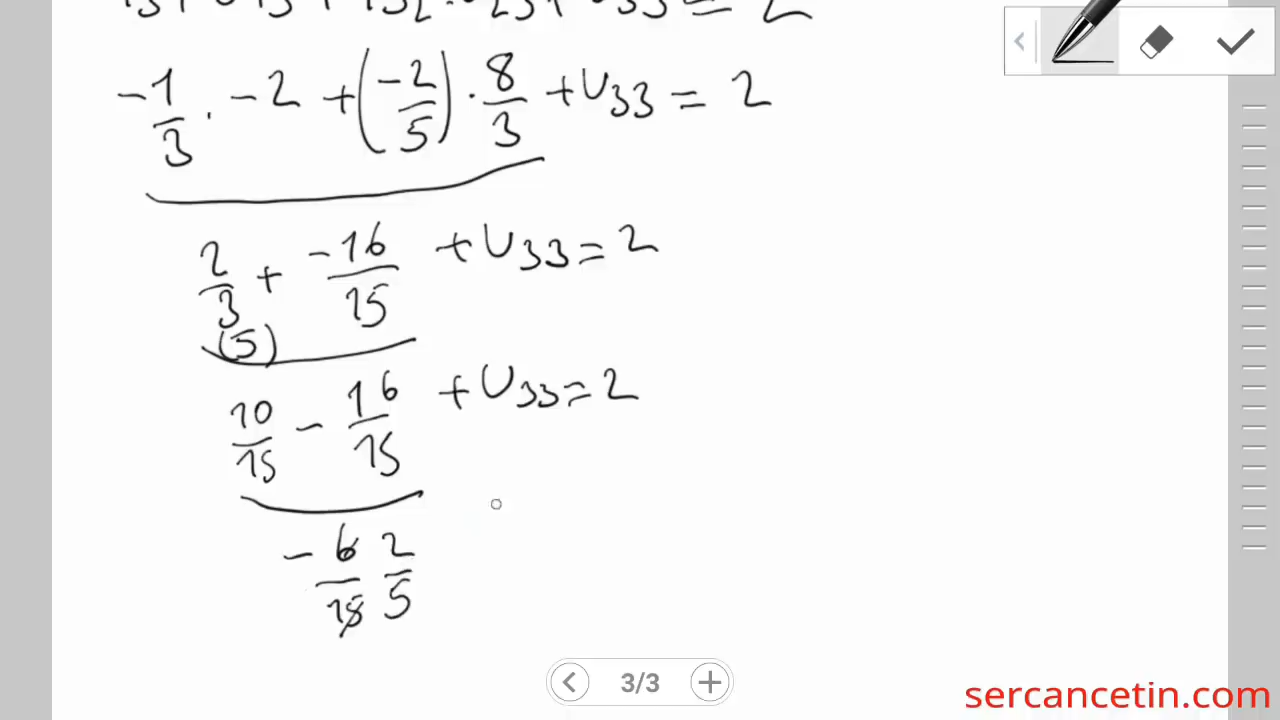 -1/3 . -2 + (-2/5) . 8/3 + U33 = 2
2/3 + -16/15 + U33 = 2
(5)
10/15 - 16/15 + U33 = 2
- 6/15 2/5
3/3
sercancetin.com